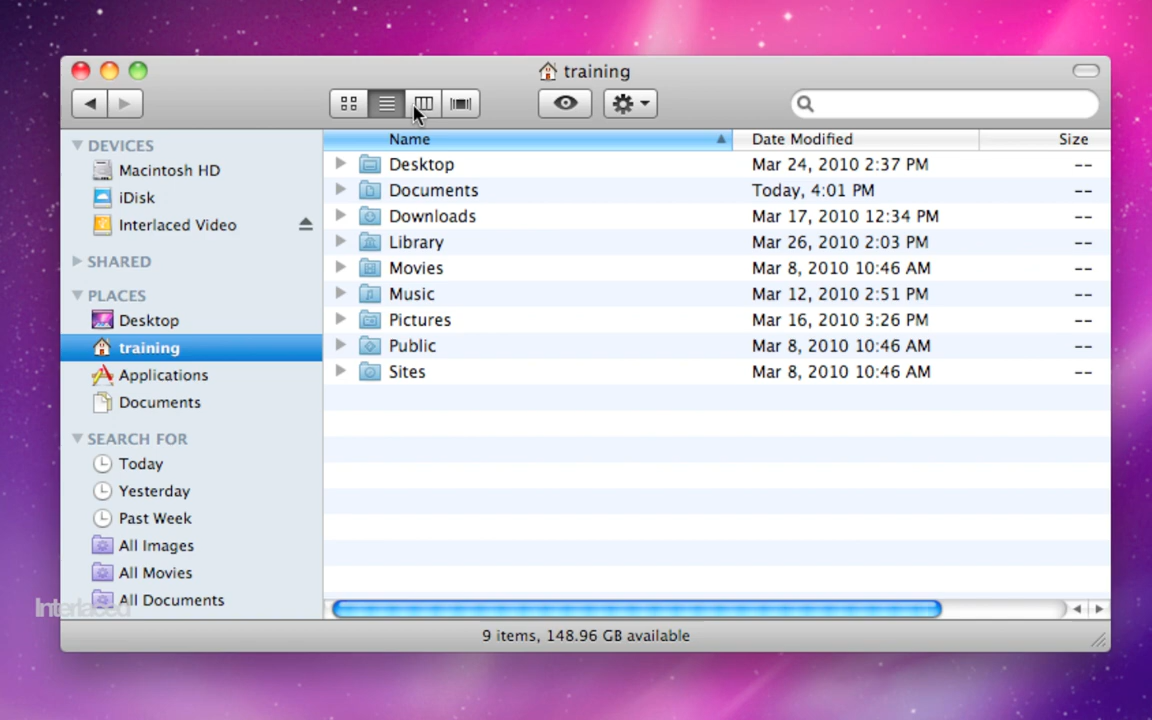 training
DEVICES
Macintosh HD
iDisk
Interlaced Video
SHARED
PLACES
Desktop
training
Applications
Documents
SEARCH FOR
Today
Yesterday
Past Week
All Images
All Movies
All Documents
Interlaced
Name Date Modified Size
Desktop Mar 24, 2010 2:37 PM --
Documents Today, 4:01 PM --
Downloads Mar 17, 2010 12:34 PM --
Library Mar 26, 2010 2:03 PM --
Movies Mar 8, 2010 10:46 AM --
Music Mar 12, 2010 2:51 PM --
Pictures Mar 16, 2010 3:26 PM --
Public Mar 8, 2010 10:46 AM --
Sites Mar 8, 2010 10:46 AM --
9 items, 148.96 GB available